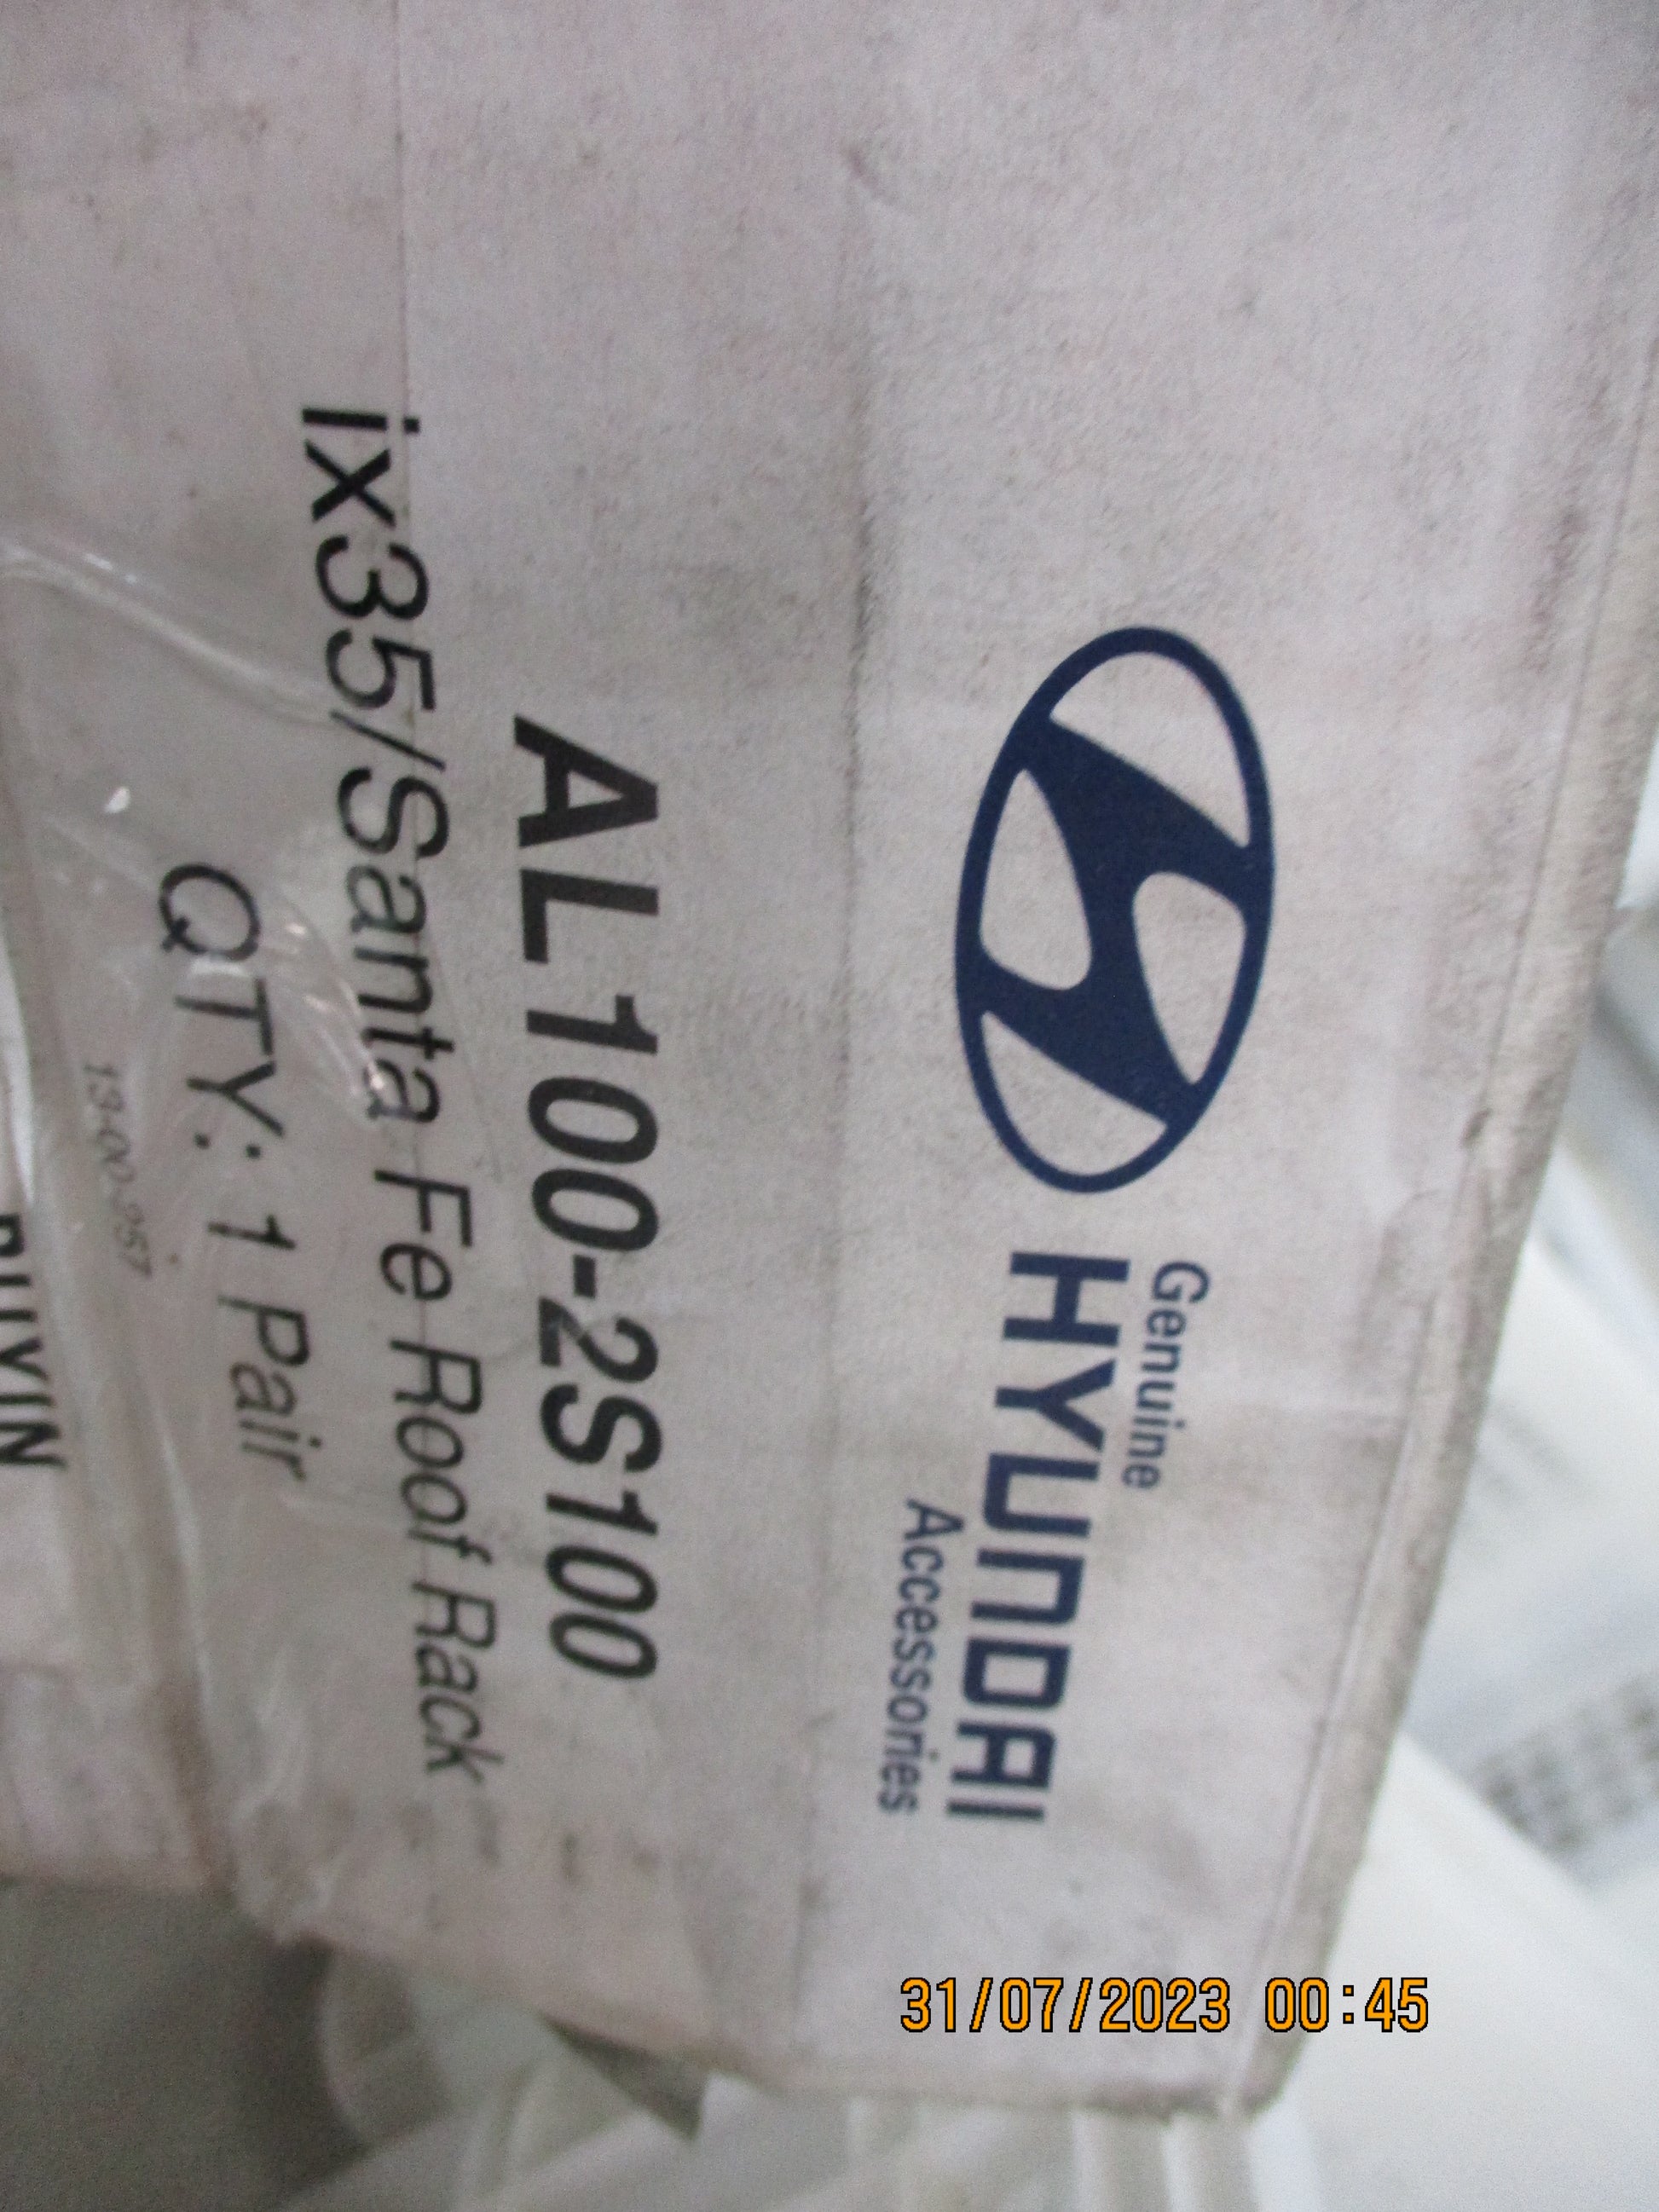 Genuine
HYUNDAI
Accessories
AL100-2S100
ix35/Santa Fe Roof Rack
QTY: 1 Pair
31/07/2023 00:45